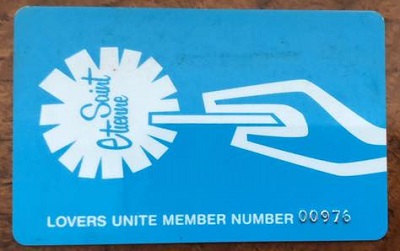 Saint
Etienne
LOVERS UNITE MEMBER NUMBER 00976